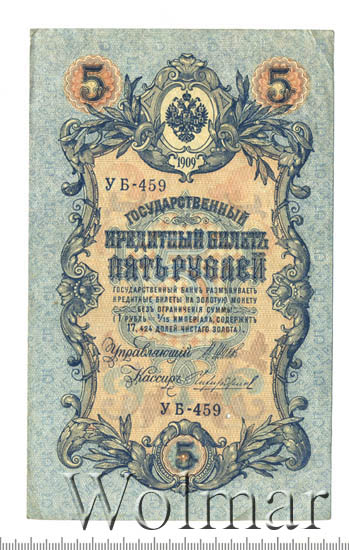 5 5
1909
УБ-459
ГОСУДАРСТВЕННЫЙ
КРЕДИТНЫЙ БИЛЕТЪ
ПЯТЬ РУБЛЕЙ
ГОСУДАРСТВЕННЫЙ БАНКЪ РАЗМѢНИВАЕТЪ
КРЕДИТНЫЕ БИЛЕТЫ НА ЗОЛОТУЮ МОНЕТУ
БЕЗЪ ОГРАНИЧЕНІЯ СУММЫ
(1 РУБЛЬ = 1/15 ИМПЕРІАЛА, СОДЕРЖИТЪ
17,424 ДОЛЕЙ ЧИСТАГО ЗОЛОТА).
Управляющій
Кассиръ
УБ-459
5
Wolmar